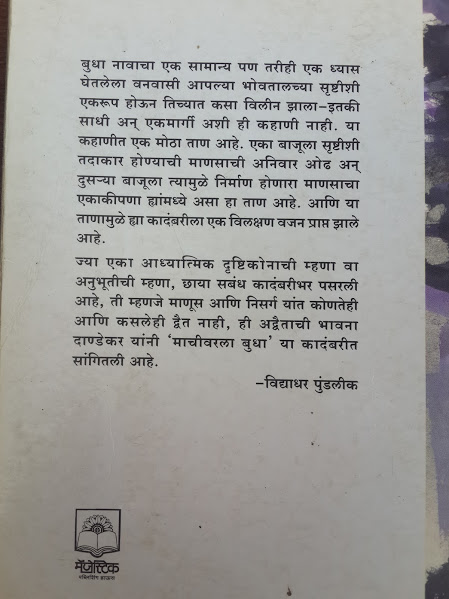 बुधा नावाचा एक सामान्य पण तरीही एक ध्यास
घेतलेला वनवासी आपल्या भोवतालच्या सृष्टीशी
एकरूप होऊन तिच्यात कसा विलीन झाला–इतकी
साधी अन् एकमार्गी अशी ही कहाणी नाही. या
कहाणीत एक मोठा ताण आहे. एका बाजूला सृष्टीशी
तदाकार होण्याची माणसाची अनिवार ओढ अन्
दुसऱ्या बाजूला त्यामुळे निर्माण होणारा माणसाचा
एकाकीपणा ह्यांमध्ये असा हा ताण आहे. आणि या
ताणामुळे ह्या कादंबरीला एक विलक्षण वजन प्राप्त झाले
आहे.
ज्या एका आध्यात्मिक दृष्टिकोनाची म्हणा वा
अनुभूतीची म्हणा, छाया सबंध कादंबरीभर पसरली
आहे, ती म्हणजे माणूस आणि निसर्ग यांत कोणतेही
आणि कसलेही द्वैत नाही, ही अद्वैताची भावना
दाण्डेकर यांनी ‘माचीवरला बुधा’ या कादंबरीत
सांगितली आहे.
–विद्याधर पुंडलीक
मॅजेस्टिक
पब्लिशिंग हाऊस